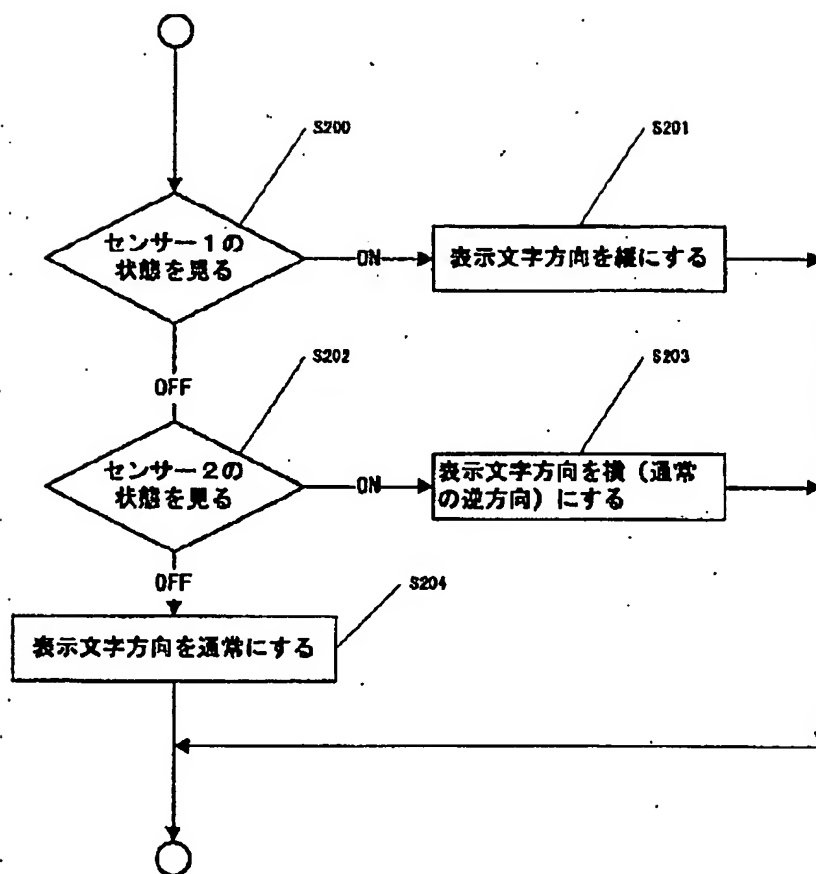 S200
S201
センサー1の
状態を見る
ON
表示文字方向を縦にする
OFF
S202
S203
センサー2の
状態を見る
ON
表示文字方向を横（通常
の逆方向）にする
OFF
S204
表示文字方向を通常にする